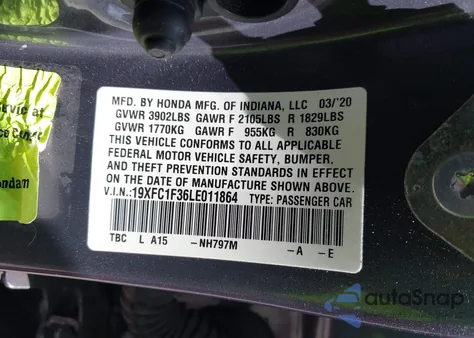 MFD. BY HONDA MFG. OF INDIANA, LLC 03/'20
GVWR 3902LBS GAWR F 2105LBS R 1829LBS
GVWR 1770KG GAWR F 955KG R 830KG
THIS VEHICLE CONFORMS TO ALL APPLICABLE
FEDERAL MOTOR VEHICLE SAFETY, BUMPER,
AND THEFT PREVENTION STANDARDS IN EFFECT
ON THE DATE OF MANUFACTURE SHOWN ABOVE.
V.I.N.: 19XFC1F36LE011864 TYPE: PASSENGER CAR
TBC L A15 -NH797M -A -E
autoSnap